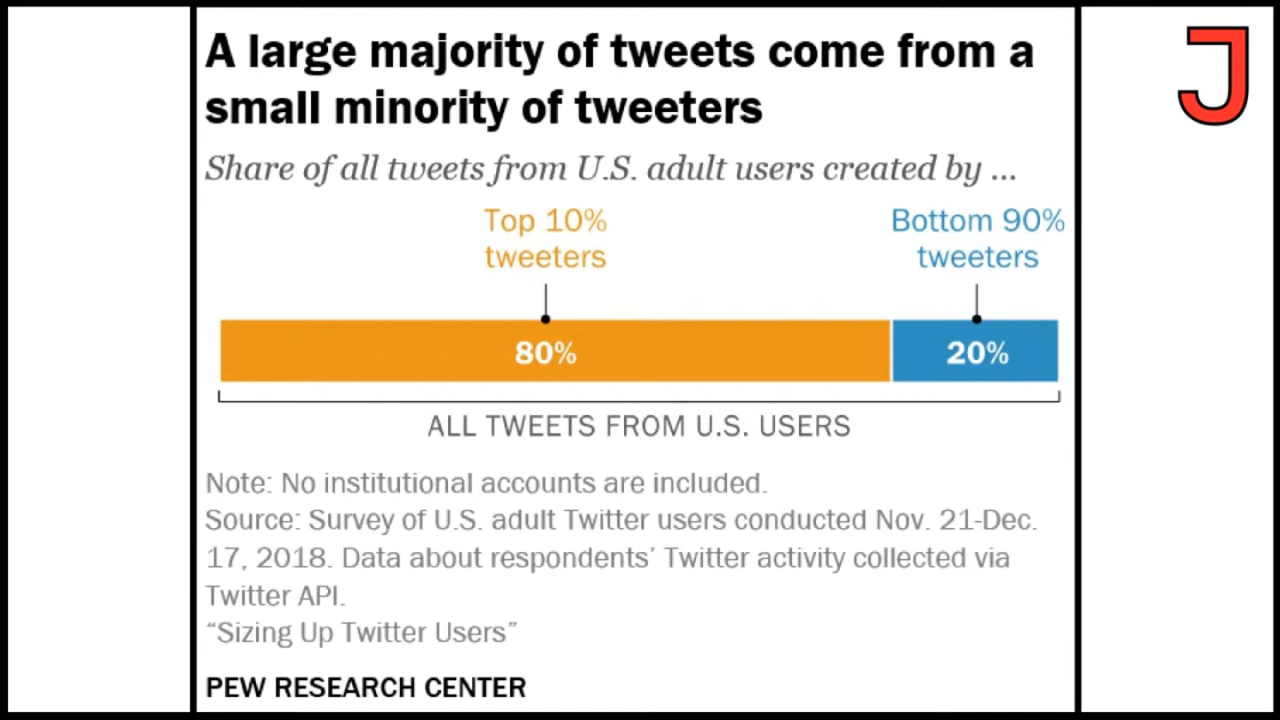 A large majority of tweets come from a
small minority of tweeters
J
Share of all tweets from U.S. adult users created by ...
Top 10%
tweeters
Bottom 90%
tweeters
80%
20%
ALL TWEETS FROM U.S. USERS
Note: No institutional accounts are included.
Source: Survey of U.S. adult Twitter users conducted Nov. 21-Dec.
17, 2018. Data about respondents’ Twitter activity collected via
Twitter API.
“Sizing Up Twitter Users”
PEW RESEARCH CENTER